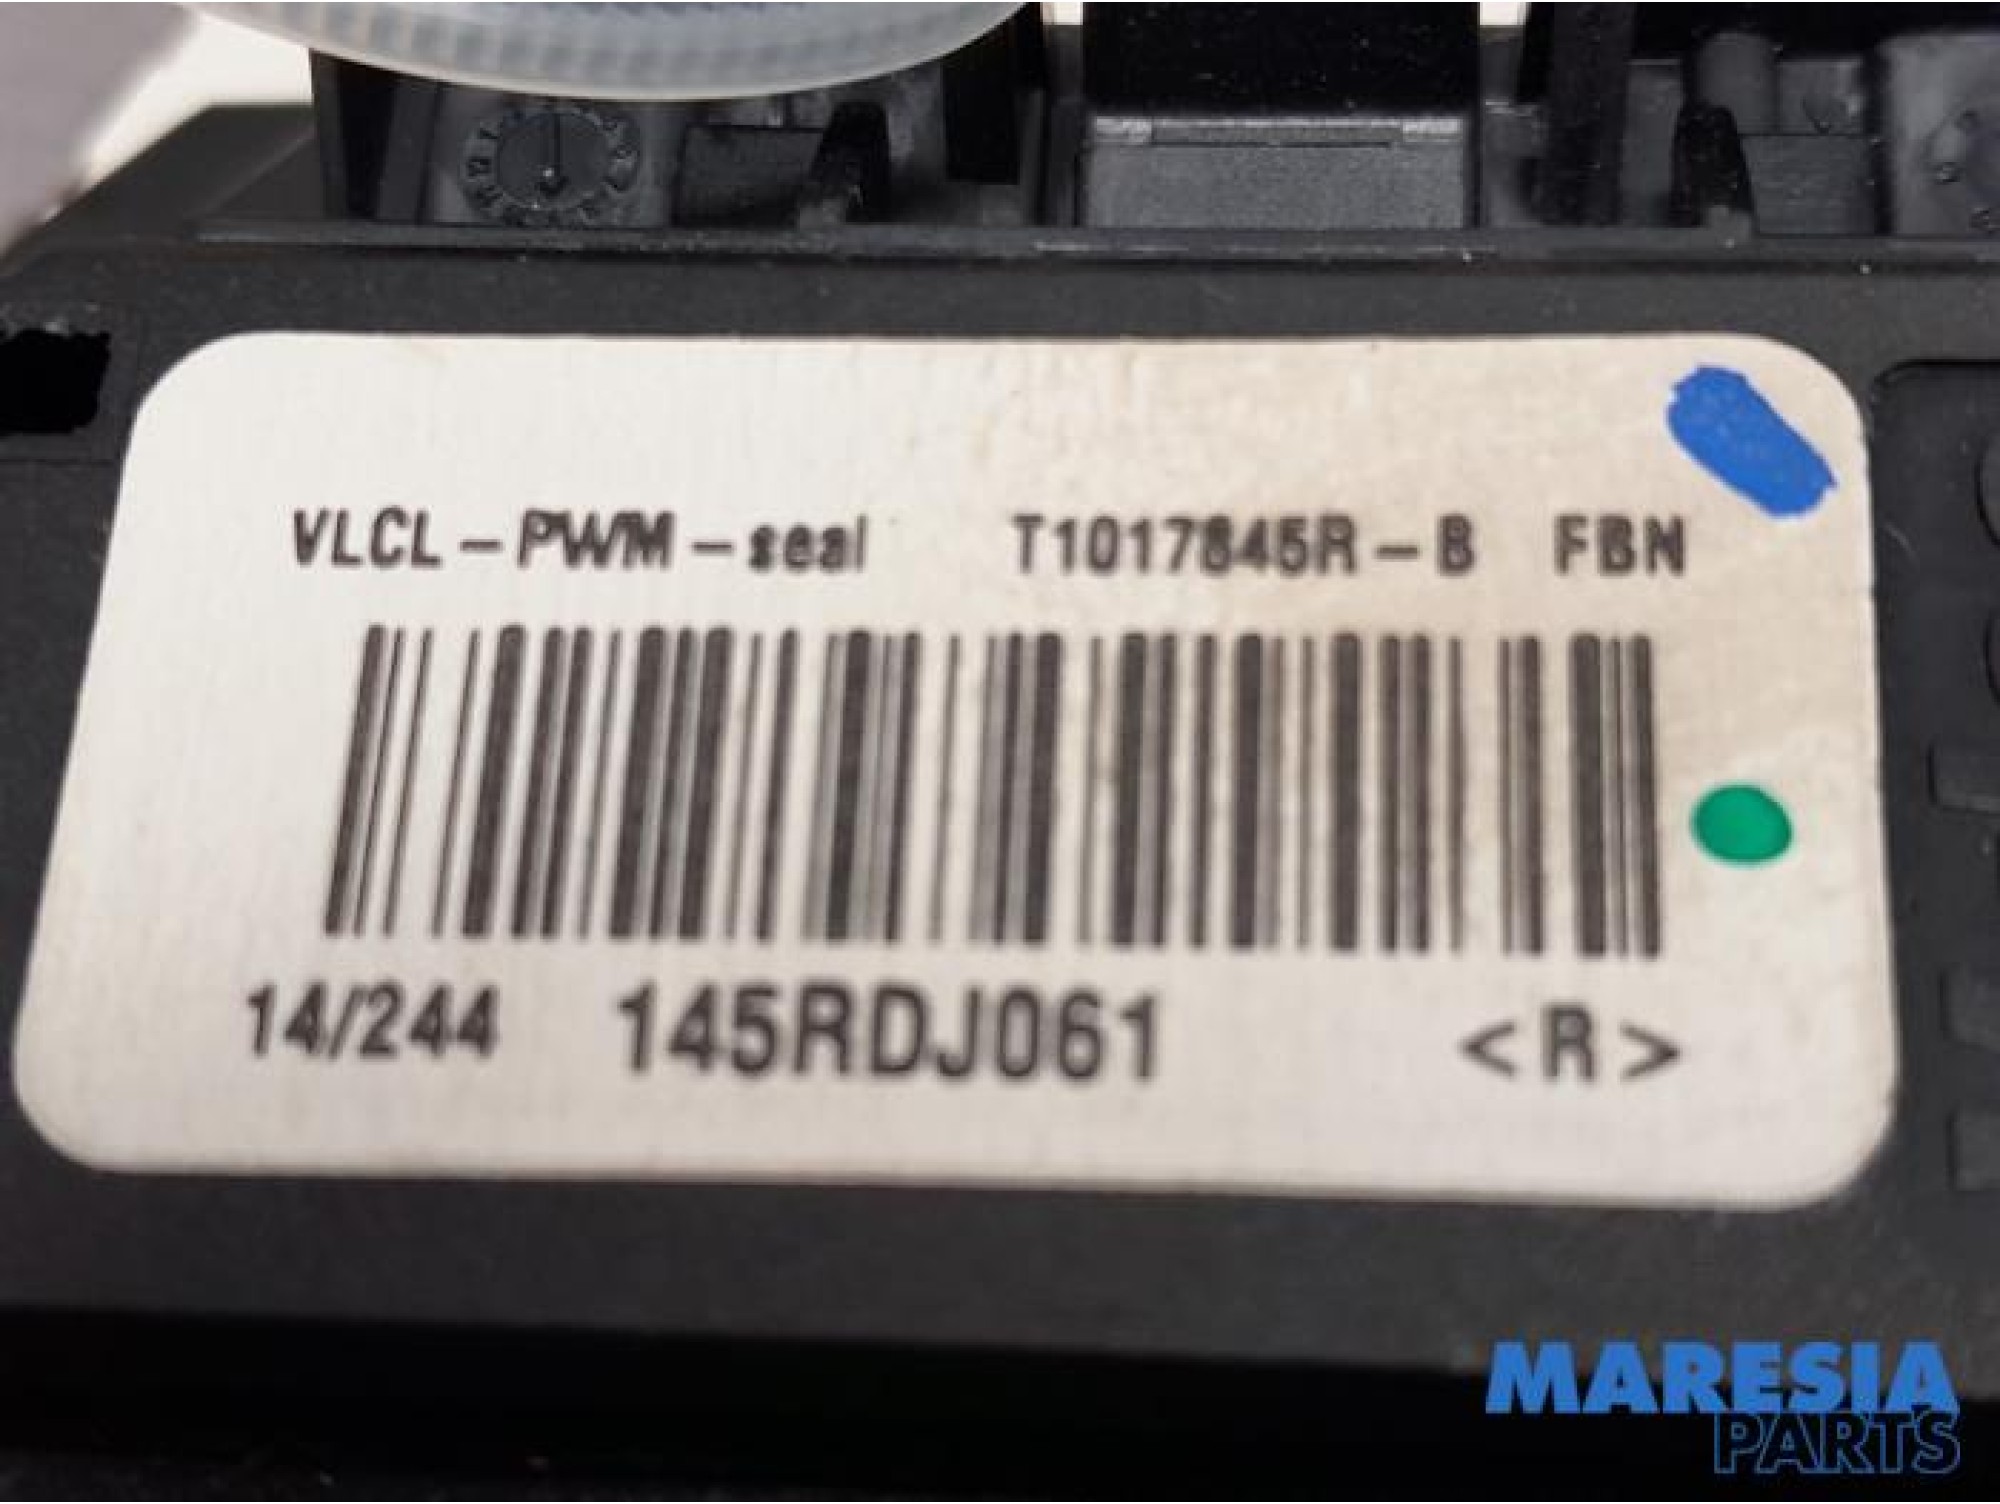 VLCL-PWM-seal T1017845R-B FBN
14/244 145RDJ061 <R>
MARESIA
PARTS